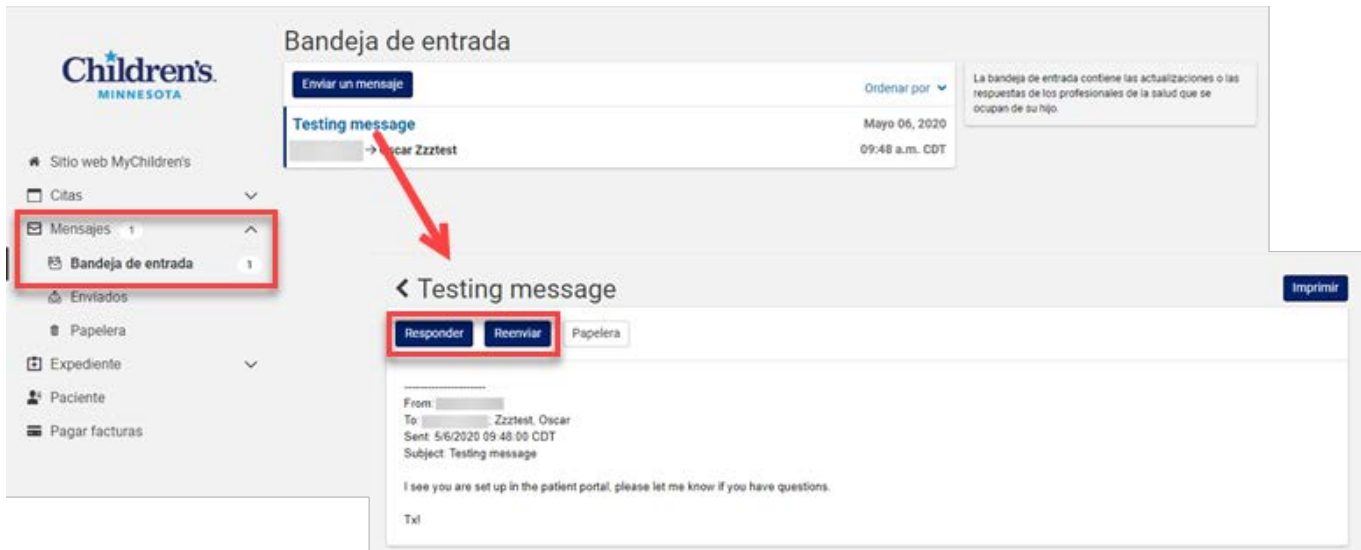 Children's
MINNESOTA
Sitio web MyChildren's
Citas
Mensajes 1
Bandeja de entrada 1
Enviados
Papelera
Expediente
Paciente
Pagar facturas
Bandeja de entrada
Enviar un mensaje
Ordenar por
Testing message
Mayo 06, 2020
→ Oscar Zzztest
09:48 a.m. CDT
La bandeja de entrada contiene las actualizaciones o las
respuestas de los profesionales de la salud que se
ocupan de su hijo.
< Testing message
Imprimir
Responder Reenviar Papelera
----------------------
From:
To: , Zzztest, Oscar
Sent: 5/6/2020 09:48:00 CDT
Subject: Testing message
I see you are set up in the patient portal, please let me know if you have questions.
Tx!